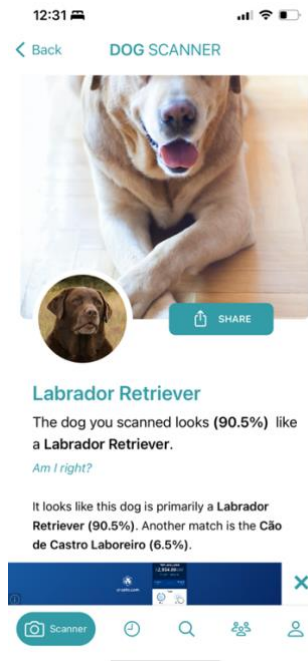 12:31
Back
DOG SCANNER
SHARE
Labrador Retriever
The dog you scanned looks (90.5%) like
a Labrador Retriever.
Am I right?
It looks like this dog is primarily a Labrador
Retriever (90.5%). Another match is the Cão
de Castro Laboreiro (6.5%).
Scanner